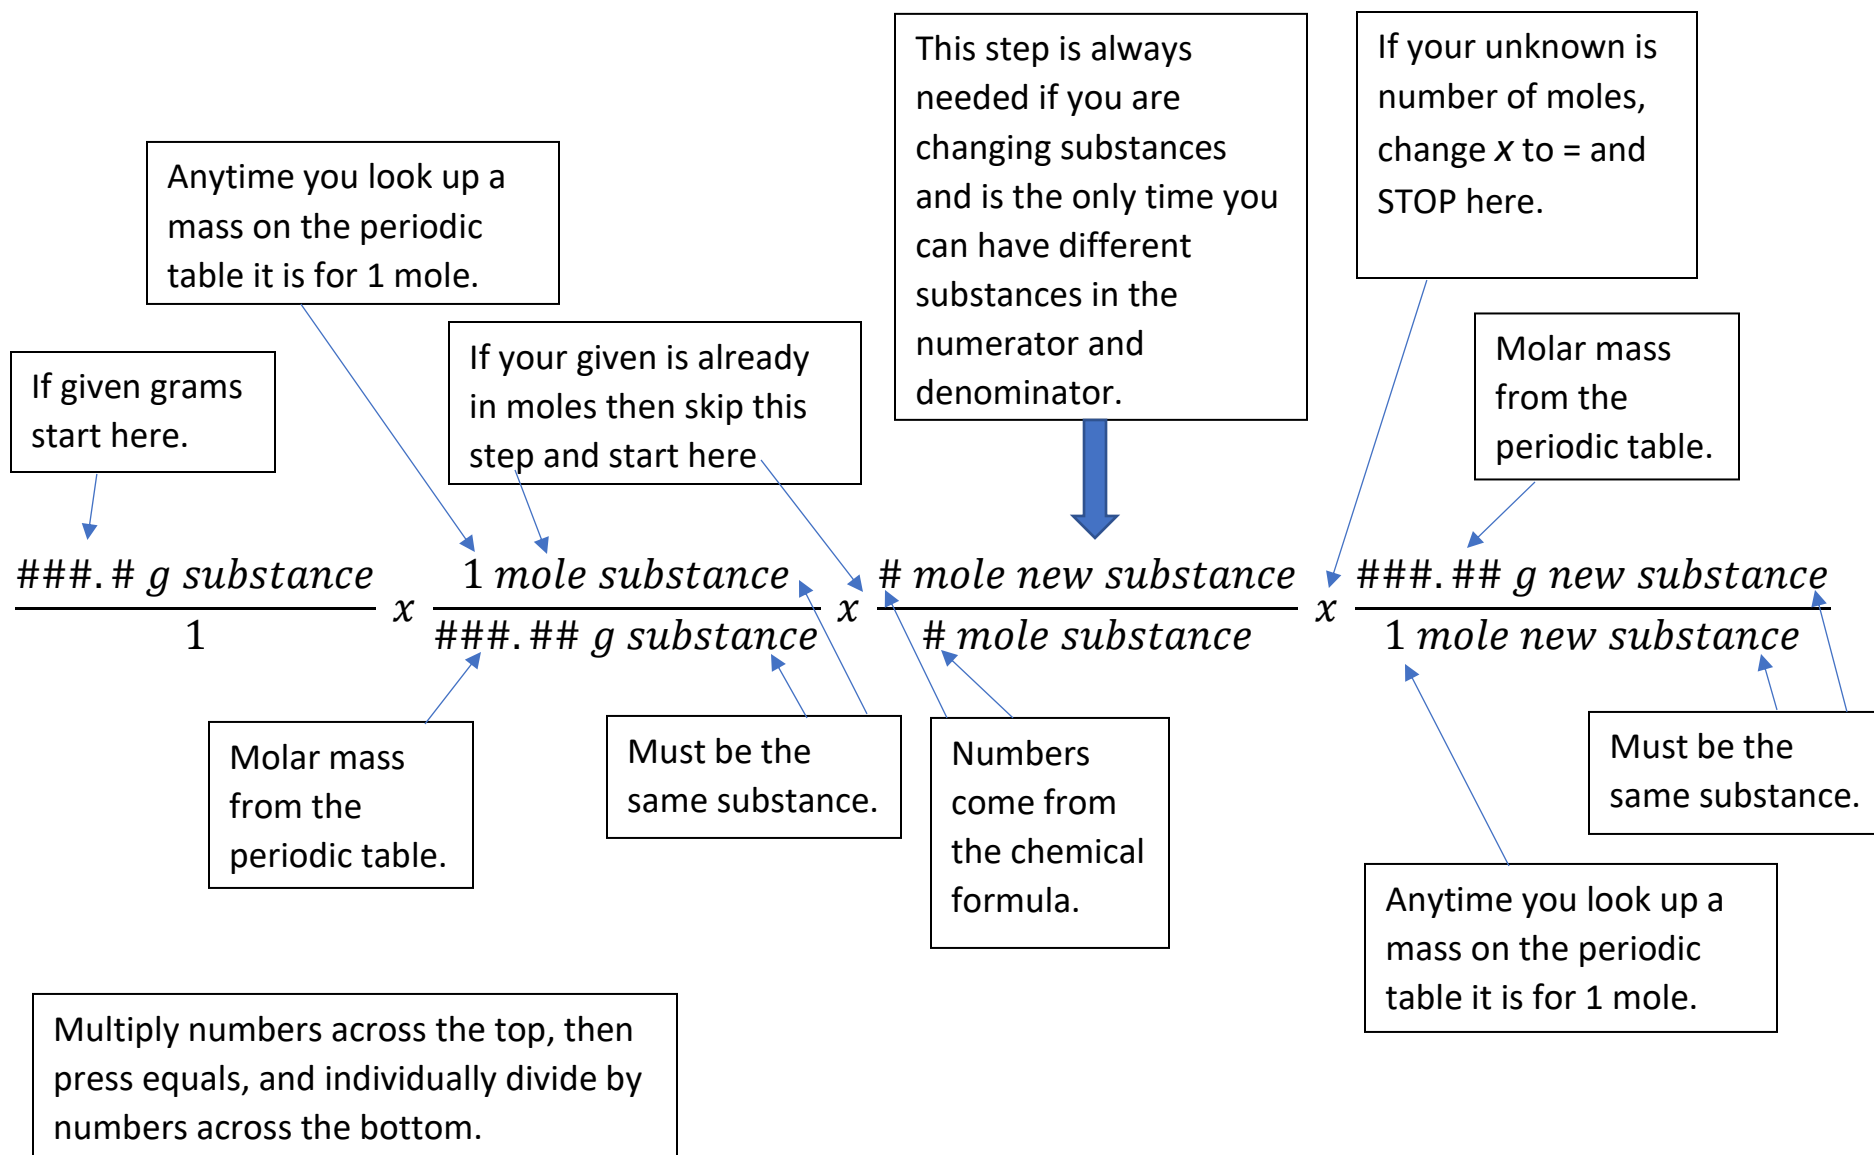 This step is always
needed if you are
changing substances
and is the only time you
can have different
substances in the
numerator and
denominator.
If your unknown is
number of moles,
change x to = and
STOP here.
Anytime you look up a
mass on the periodic
table it is for 1 mole.
If given grams
start here.
If your given is already
in moles then skip this
step and start here
Molar mass
from the
periodic table.
###.# g substance
1
x
1 mole substance
###.## g substance
x
# mole new substance
# mole substance
x
###.## g new substance
1 mole new substance
Molar mass
from the
periodic table.
Must be the
same substance.
Numbers
come from
the chemical
formula.
Must be the
same substance.
Anytime you look up a
mass on the periodic
table it is for 1 mole.
Multiply numbers across the top, then
press equals, and individually divide by
numbers across the bottom.